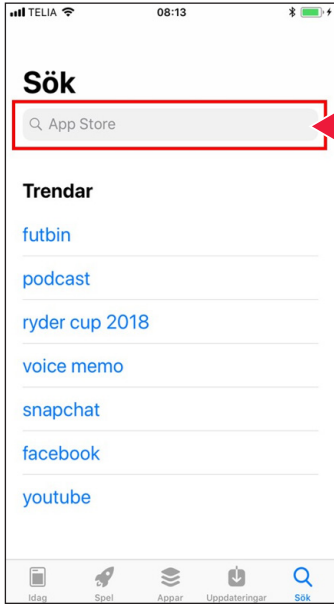 TELIA 08:13
Sök
App Store
Trendar
futbin
podcast
ryder cup 2018
voice memo
snapchat
facebook
youtube
Idag Spel Appar Uppdateringar Sök